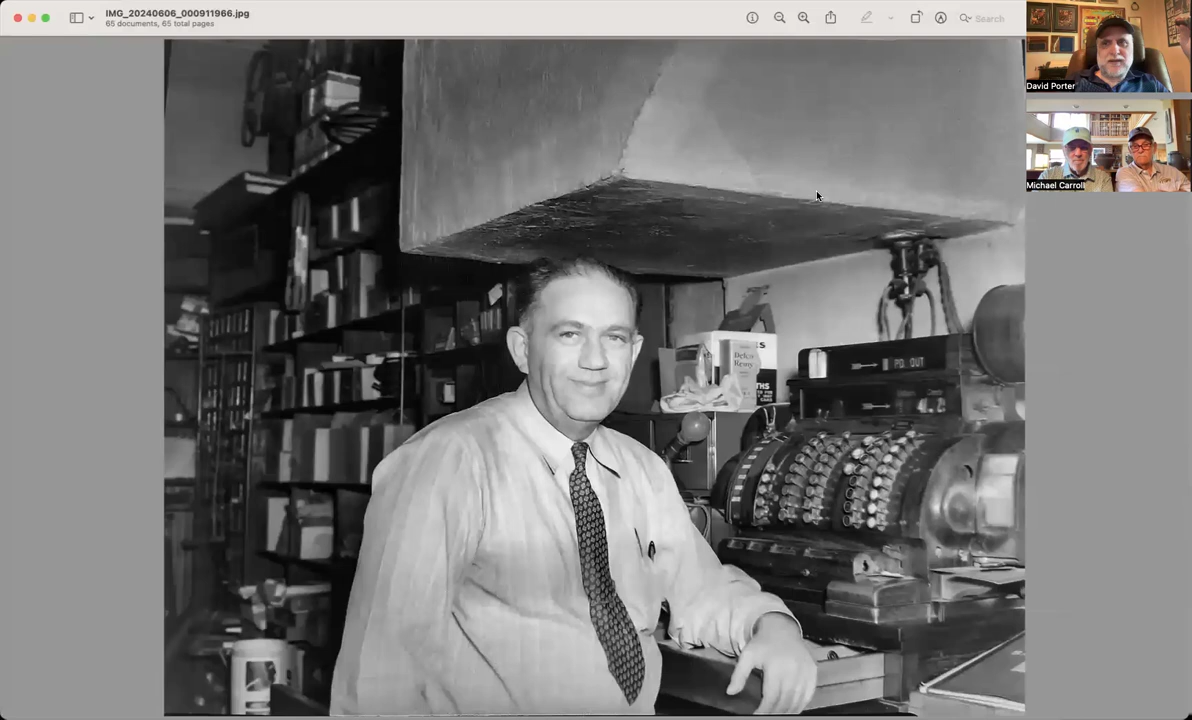 IMG_20240606_000911966.jpg
65 documents, 65 total pages
Search
David Porter
Michael Carroll
PD OUT
Delco
Remy